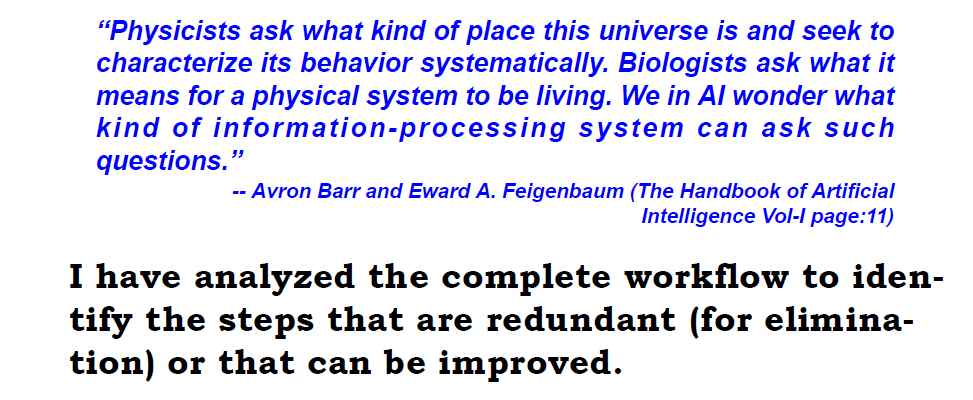 “Physicists ask what kind of place this universe is and seek to
characterize its behavior systematically. Biologists ask what it
means for a physical system to be living. We in AI wonder what
kind of information-processing system can ask such
questions.”
-- Avron Barr and Eward A. Feigenbaum (The Handbook of Artificial
Intelligence Vol-I page:11)
I have analyzed the complete workflow to iden-
tify the steps that are redundant (for elimina-
tion) or that can be improved.